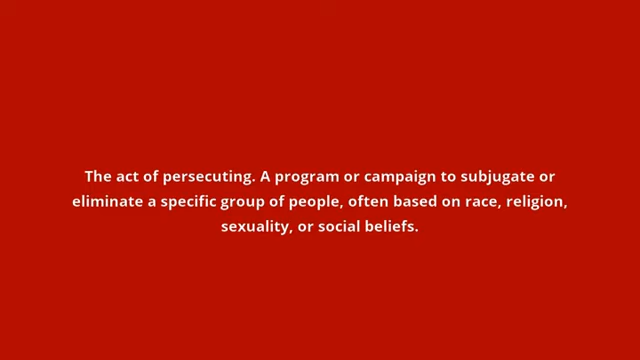 The act of persecuting. A program or campaign to subjugate or
eliminate a specific group of people, often based on race, religion,
sexuality, or social beliefs.